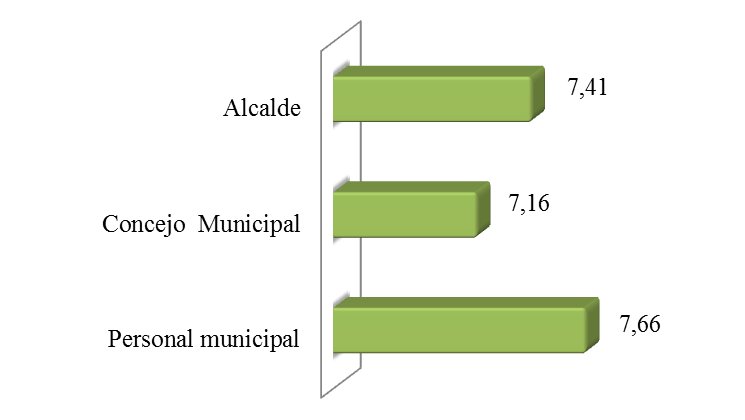 Alcalde 7,41
Concejo Municipal 7,16
Personal municipal 7,66